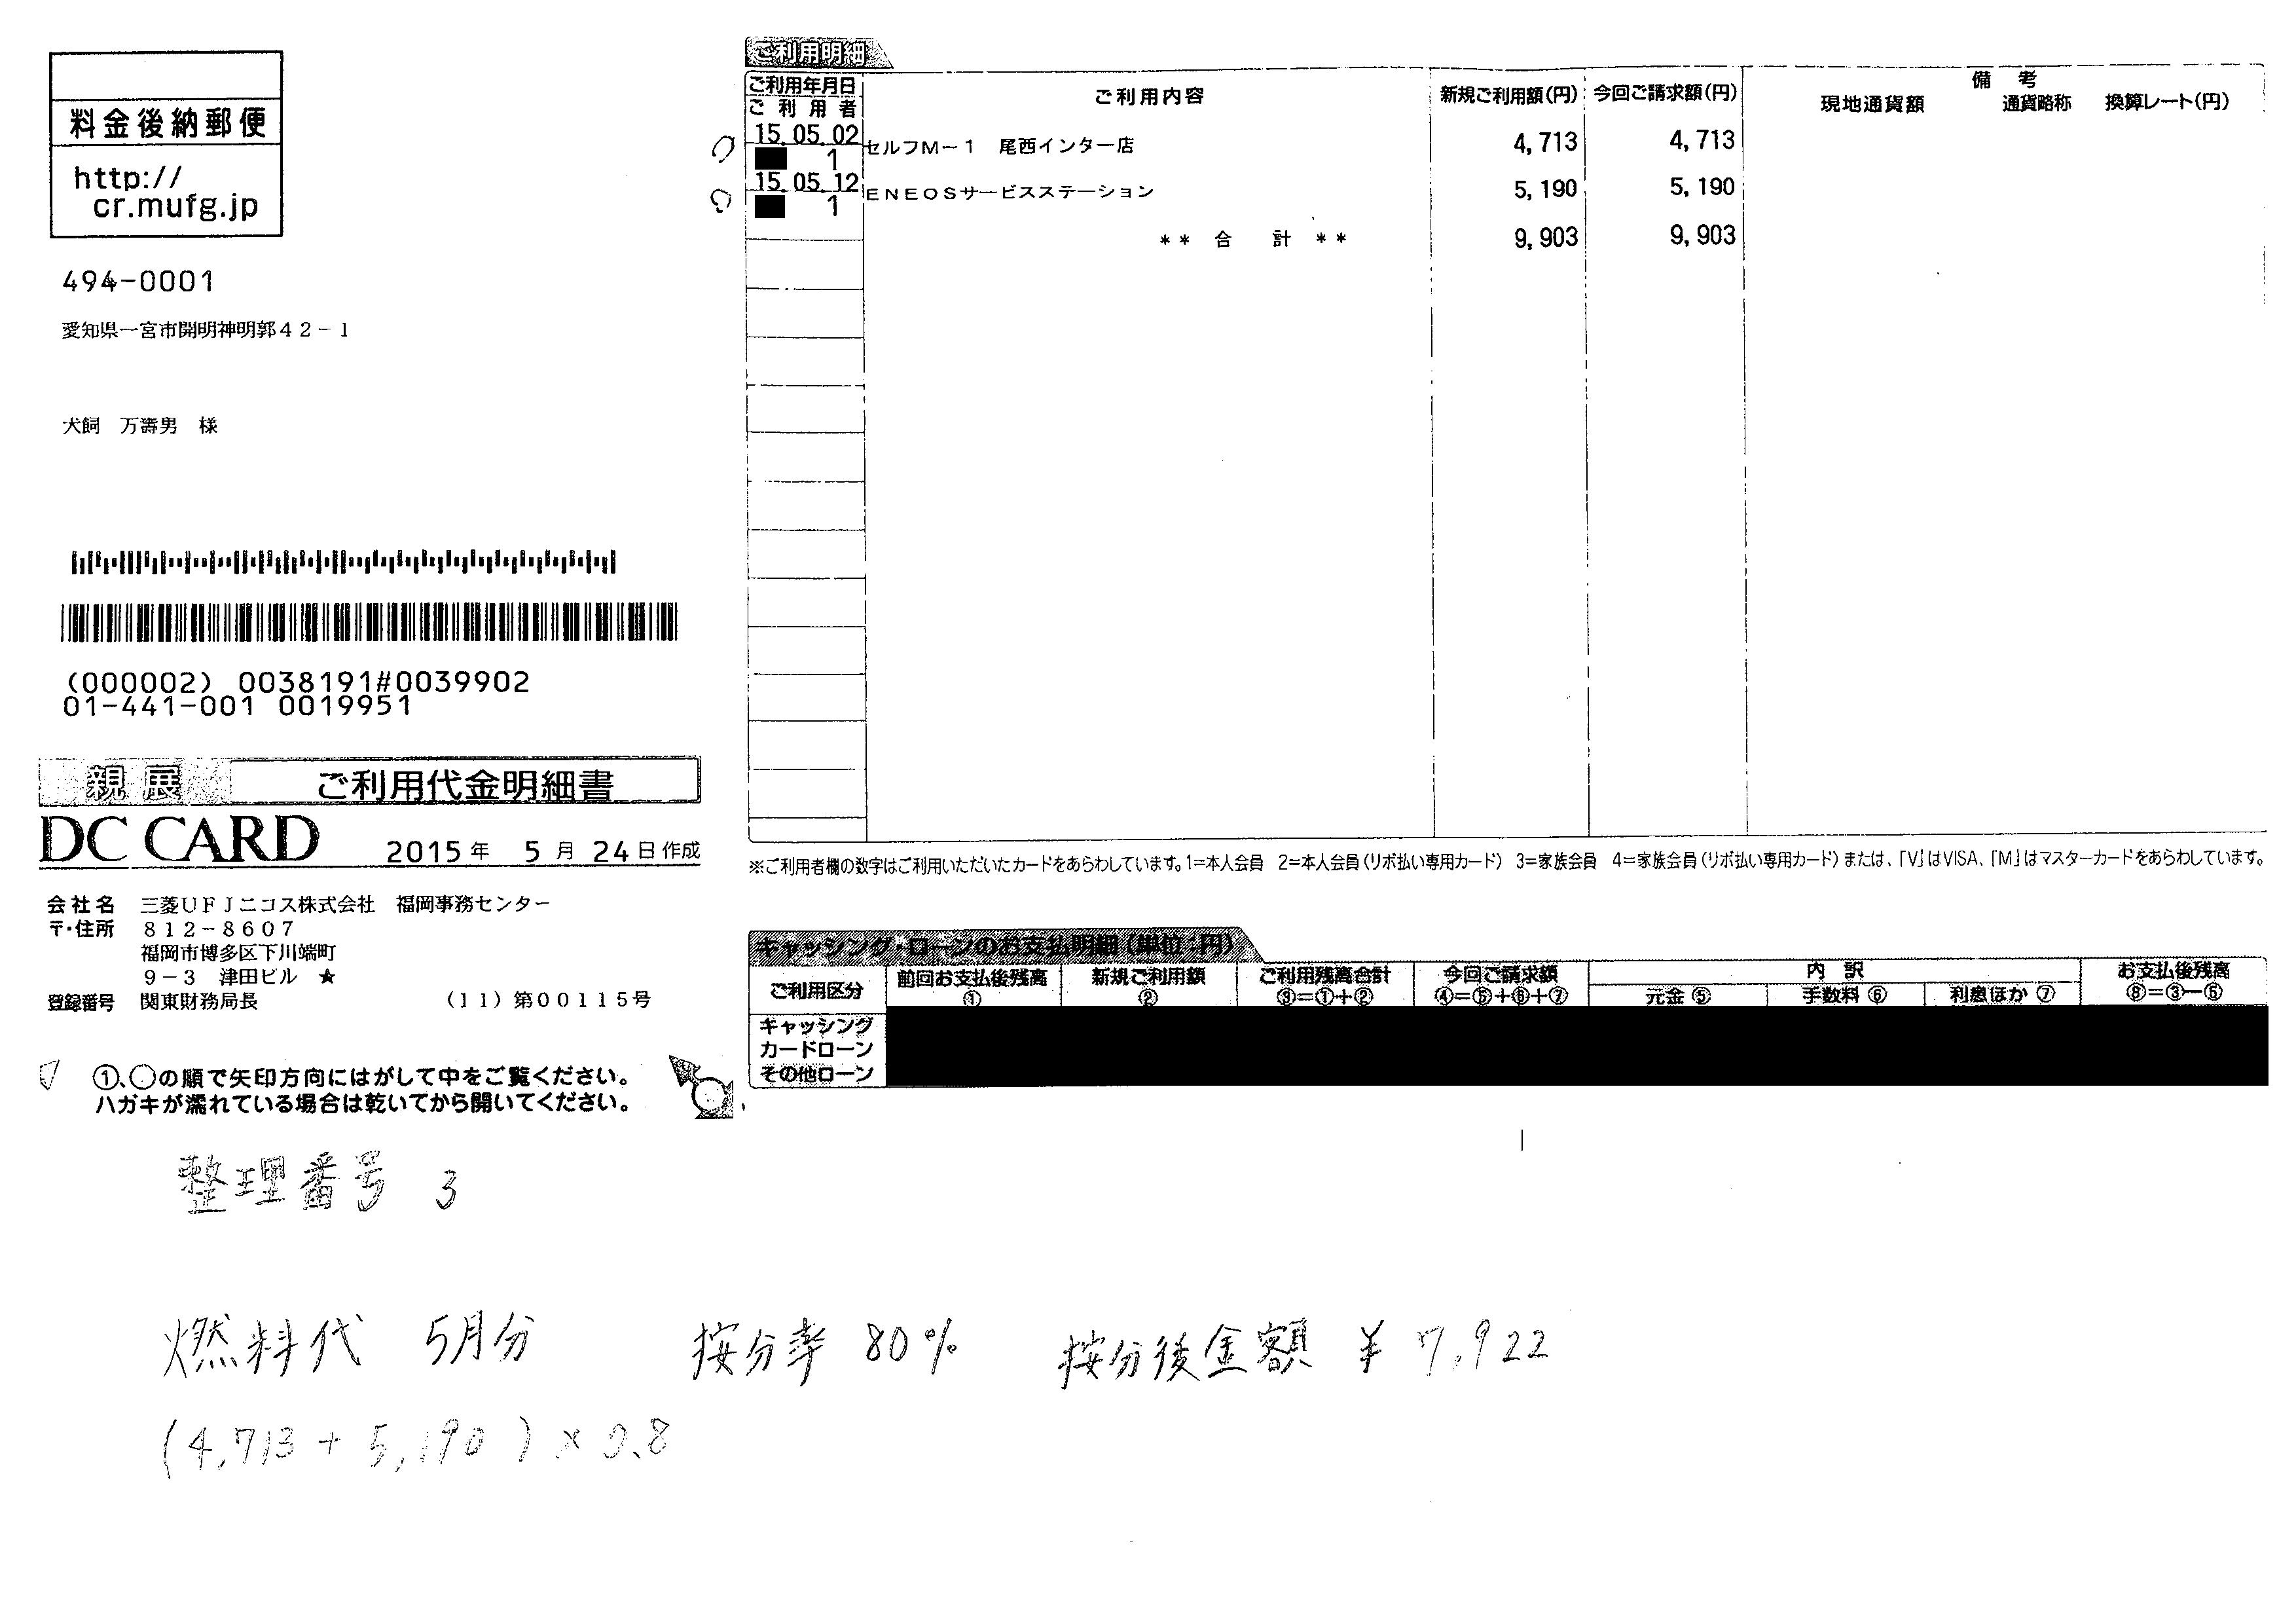 料金後納郵便
http://
cr.mufg.jp
494-0001
愛知県一宮市開明神明郭42-1
犬飼 万壽男 様
(000002) 0038191#0039902
01-441-001 0019951
親展 ご利用代金明細書
DC CARD 2015年 5月 24日作成
会社名 三菱UFJニコス株式会社 福岡事務センター
〒・住所 812-8607
福岡市博多区下川端町
9-3 津田ビル ★
登録番号 関東財務局長 (11)第00115号
①、○の順で矢印方向にはがして中をご覧ください。
ハガキが濡れている場合は乾いてから開いてください。
ご利用明細
ご利用年月日 ご利用者 ご利用内容 新規ご利用額(円) 今回ご請求額(円) 備考 現地通貨額 通貨略称 換算レート(円)
15.05.02 1 セルフM-1 尾西インター店 4,713 4,713
15.05.12 1 ENEOSサービスステーション 5,190 5,190
** 合 計 ** 9,903 9,903
※ご利用者欄の数字はご利用いただいたカードをあらわしています。1=本人会員 2=本人会員(リボ払い専用カード) 3=家族会員 4=家族会員(リボ払い専用カード)または、「V」はVISA、「M」はマスターカードをあらわしています。
キャッシング・ローンのお支払明細(単位:円)
ご利用区分 前回お支払後残高① 新規ご利用額② ご利用残高合計③=①+② 今回ご請求額④=⑤+⑥+⑦ 内訳 元金⑤ 手数料⑥ 利息ほか⑦ お支払後残高⑧=③-⑤
キャッシング
カードローン
その他ローン
整理番号 3
燃料代 5月分 按分率 80% 按分後金額 ¥7,922
(4,713 + 5,190) × 0.8